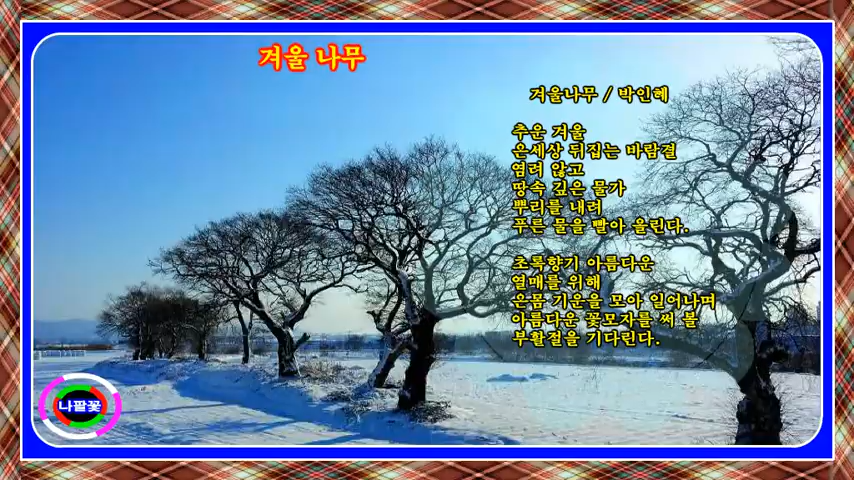 겨울 나무
겨울나무 / 박인혜
추운 겨울
온세상 뒤집는 바람결
염려 않고
땅속 깊은 물가
뿌리를 내려
푸른 물을 빨아 올린다.
초록향기 아름다운
열매를 위해
온몸 기운을 모아 일어나며
아름다운 꽃모자를 써 볼
부활절을 기다린다.
나팔꽃